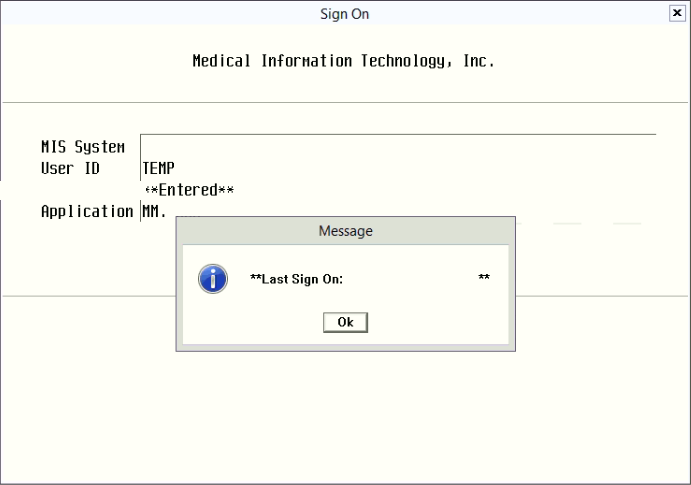 Sign On
Medical Information Technology, Inc.
MIS System
User ID TEMP
**Entered**
Application MM.
Message
**Last Sign On: **
Ok